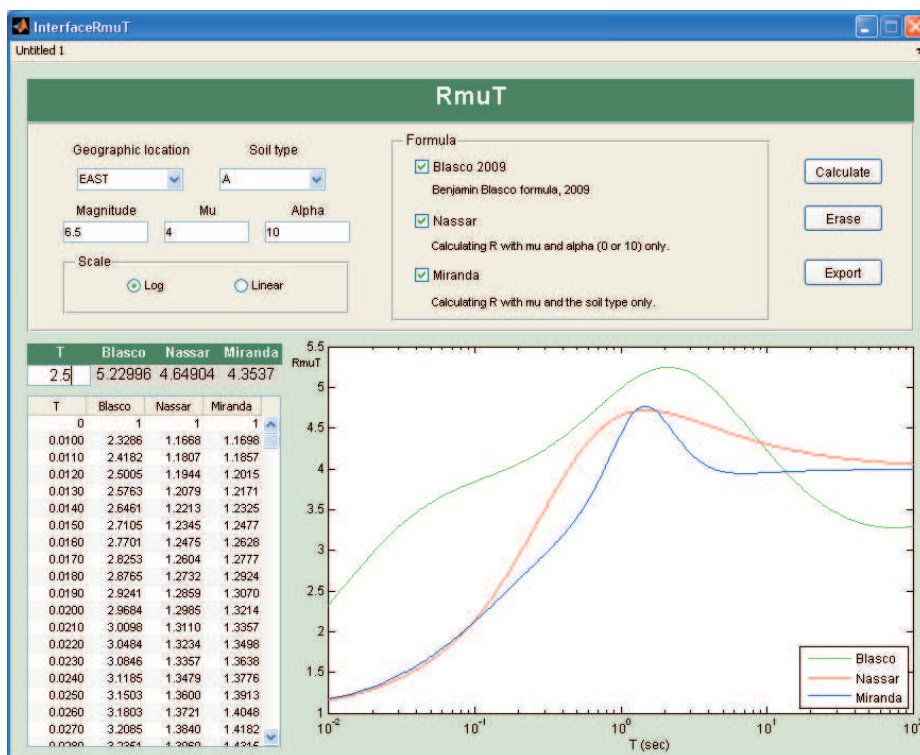 InterfaceRmuT
Untitled 1
RmuT
Geographic location Soil type
EAST A
Magnitude Mu Alpha
6.5 4 10
Scale
Log Linear
Formula
Blasco 2009
Benjamin Blasco formula, 2009
Nassar
Calculating R with mu and alpha (0 or 10) only.
Miranda
Calculating R with mu and the soil type only.
Calculate
Erase
Export
T Blasco Nassar Miranda
2.5 5.22996 4.64904 4.3537
T Blasco Nassar Miranda
0 1 1 1
0.0100 2.3286 1.1668 1.1698
0.0110 2.4182 1.1807 1.1857
0.0120 2.5005 1.1944 1.2015
0.0130 2.5763 1.2079 1.2171
0.0140 2.6461 1.2213 1.2325
0.0150 2.7105 1.2345 1.2477
0.0160 2.7701 1.2475 1.2628
0.0170 2.8253 1.2604 1.2777
0.0180 2.8765 1.2732 1.2924
0.0190 2.9241 1.2859 1.3070
0.0200 2.9684 1.2985 1.3214
0.0210 3.0098 1.3110 1.3357
0.0220 3.0484 1.3234 1.3498
0.0230 3.0846 1.3357 1.3638
0.0240 3.1185 1.3479 1.3776
0.0250 3.1503 1.3600 1.3913
0.0260 3.1803 1.3721 1.4048
0.0270 3.2085 1.3840 1.4182
RmuT
5.5
5
4.5
4
3.5
3
2.5
2
1.5
1
10⁻² 10⁻¹ 10⁰ 10¹ 10²
T (sec)
Blasco
Nassar
Miranda